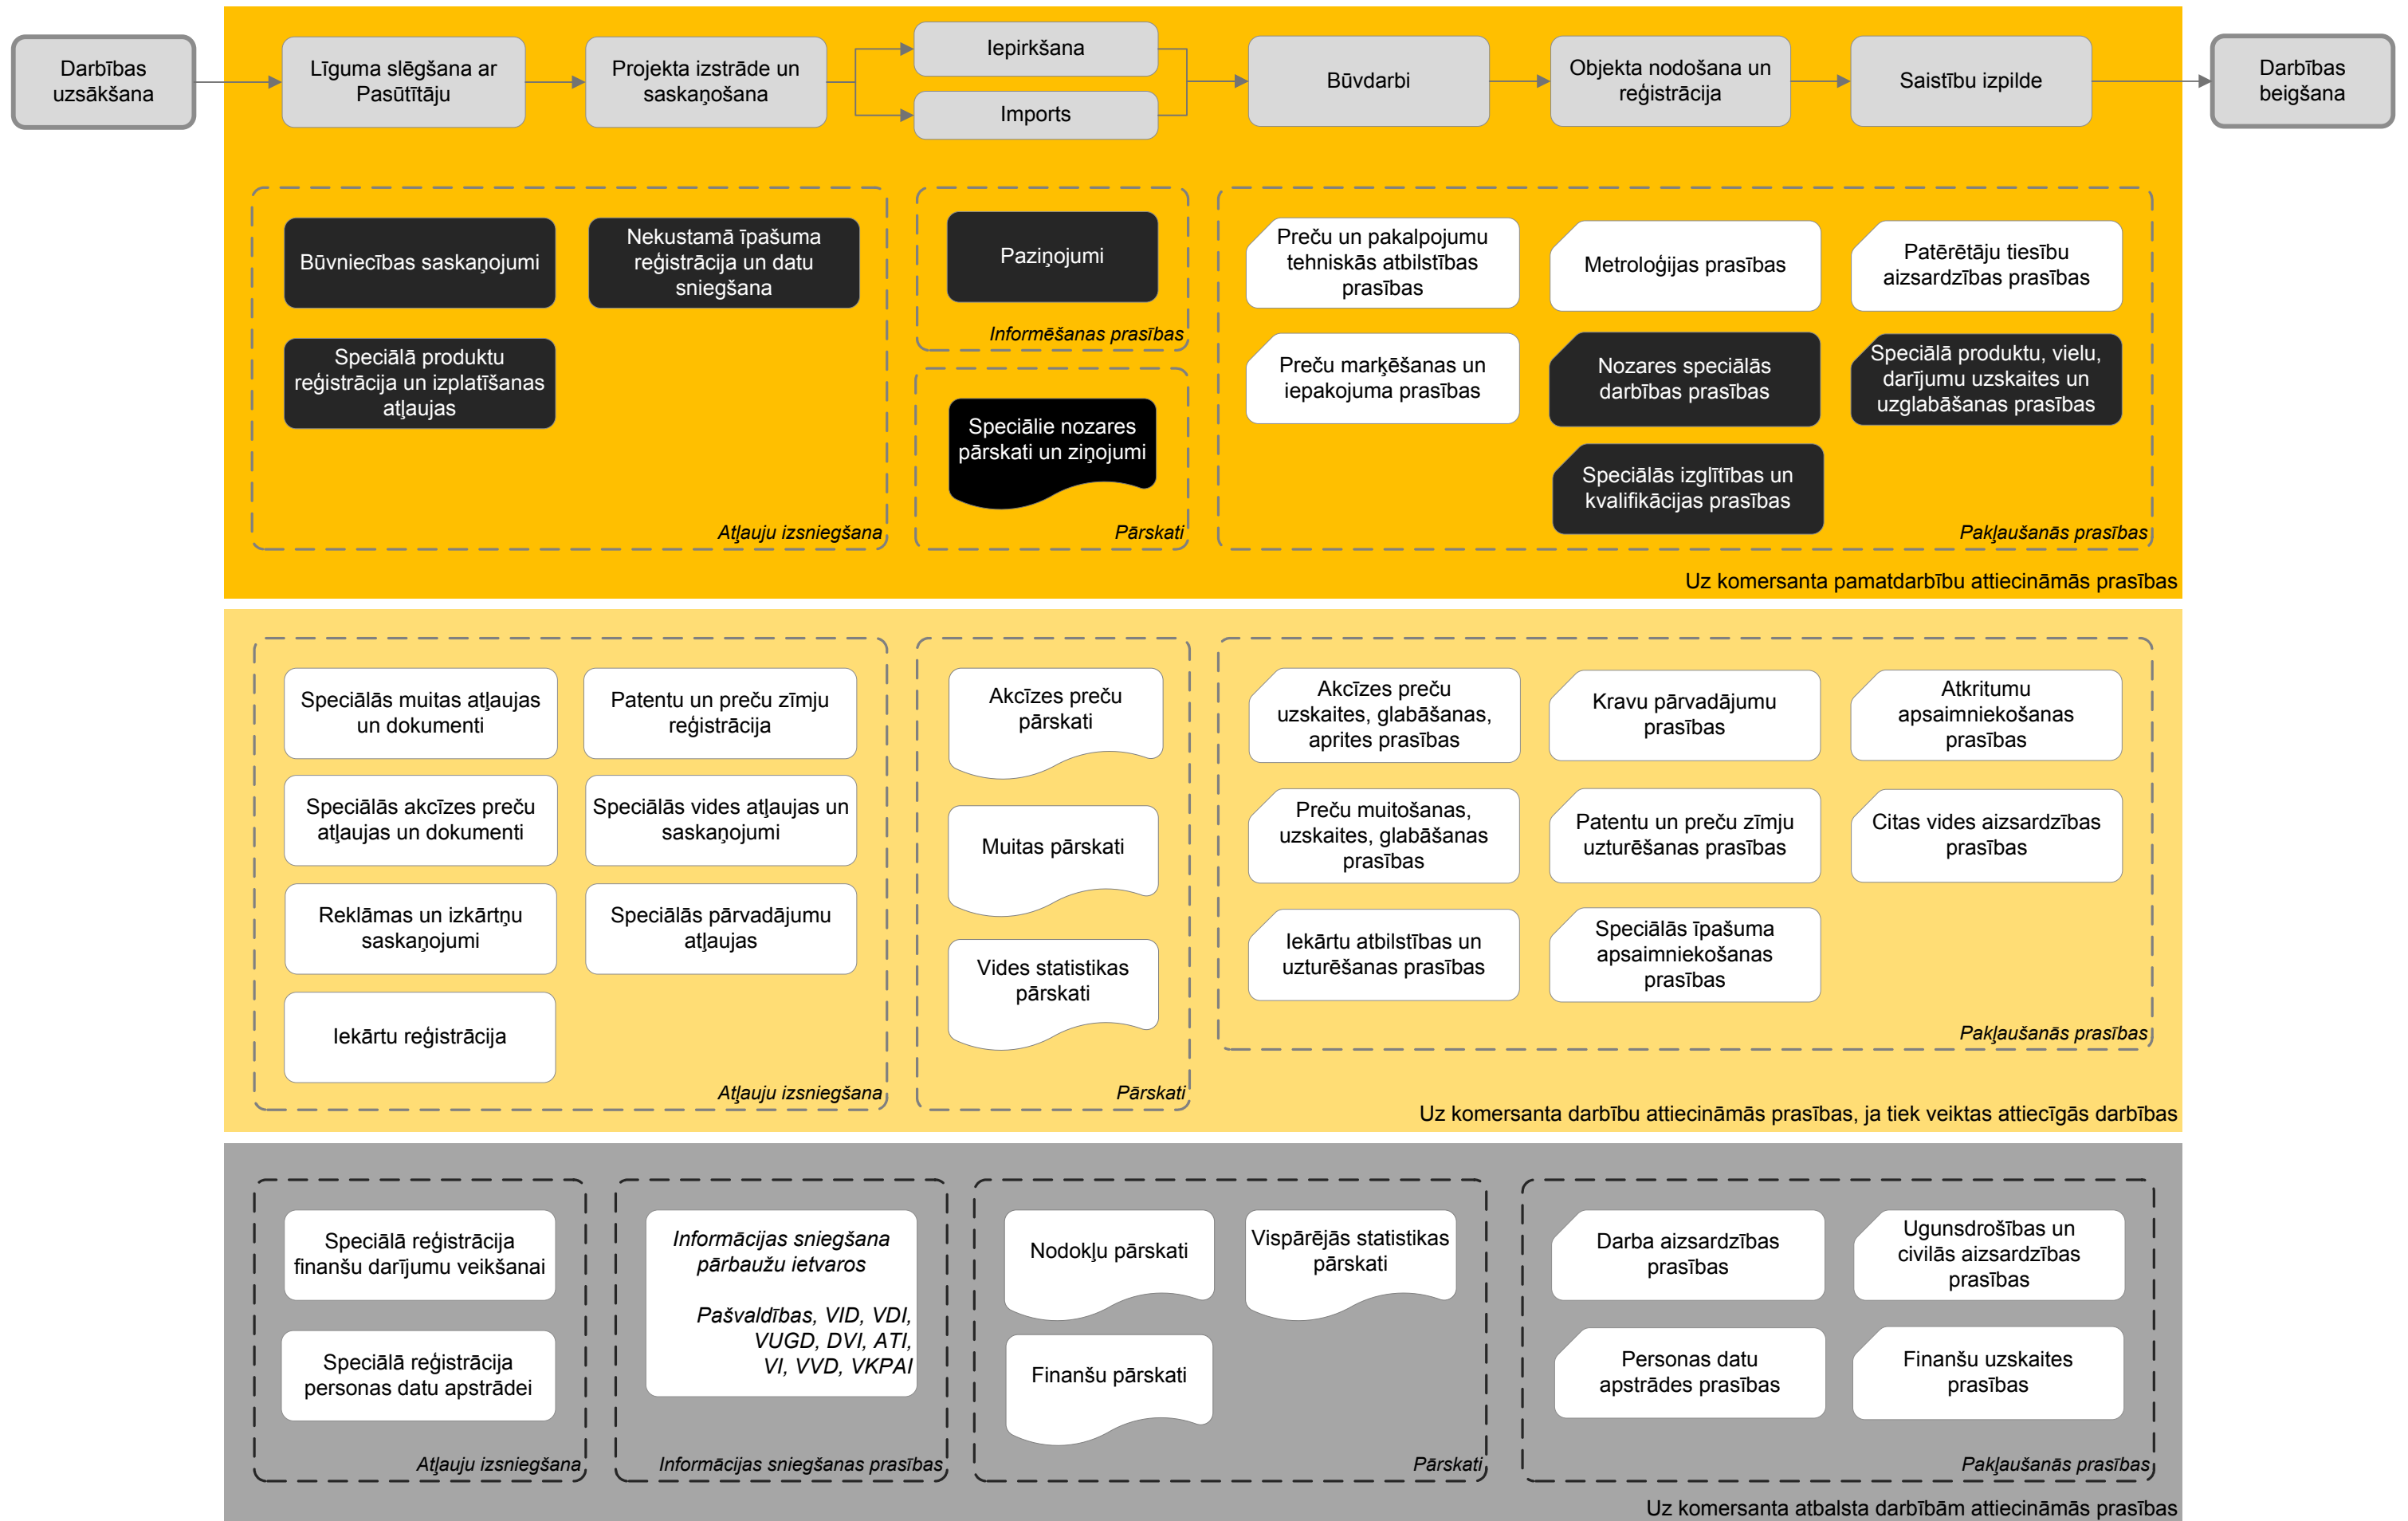 Darbības
uzsākšana
Līguma slēgšana ar
Pasūtītāju
Projekta izstrāde un
saskaņošana
Iepirkšana
Imports
Būvdarbi
Objekta nodošana un
reģistrācija
Saistību izpilde
Darbības
beigšana
Būvniecības saskaņojumi
Nekustamā īpašuma
reģistrācija un datu
sniegšana
Speciālā produktu
reģistrācija un izplatīšanas
atļaujas
Atļauju izsniegšana
Paziņojumi
Informēšanas prasības
Speciālie nozares
pārskati un ziņojumi
Pārskati
Preču un pakalpojumu
tehniskās atbilstības
prasības
Metroloģijas prasības
Patērētāju tiesību
aizsardzības prasības
Preču marķēšanas un
iepakojuma prasības
Nozares speciālās
darbības prasības
Speciālā produktu, vielu,
darījumu uzskaites un
uzglabāšanas prasības
Speciālās izglītības un
kvalifikācijas prasības
Pakļaušanās prasības
Uz komersanta pamatdarbību attiecināmās prasības
Speciālās muitas atļaujas
un dokumenti
Patentu un preču zīmju
reģistrācija
Speciālās akcīzes preču
atļaujas un dokumenti
Speciālās vides atļaujas un
saskaņojumi
Reklāmas un izkārtņu
saskaņojumi
Speciālās pārvadājumu
atļaujas
Iekārtu reģistrācija
Atļauju izsniegšana
Akcīzes preču
pārskati
Muitas pārskati
Vides statistikas
pārskati
Pārskati
Akcīzes preču
uzskaites, glabāšanas,
aprites prasības
Kravu pārvadājumu
prasības
Atkritumu
apsaimniekošanas
prasības
Preču muitošanas,
uzskaites, glabāšanas
prasības
Patentu un preču zīmju
uzturēšanas prasības
Citas vides aizsardzības
prasības
Iekārtu atbilstības un
uzturēšanas prasības
Speciālās īpašuma
apsaimniekošanas
prasības
Pakļaušanās prasības
Uz komersanta darbību attiecināmās prasības, ja tiek veiktas attiecīgās darbības
Speciālā reģistrācija
finanšu darījumu veikšanai
Speciālā reģistrācija
personas datu apstrādei
Atļauju izsniegšana
Informācijas sniegšana
pārbaužu ietvaros
Pašvaldības, VID, VDI,
VUGD, DVI, ATI,
VI, VVD, VKPAI
Informācijas sniegšanas prasības
Nodokļu pārskati
Vispārējās statistikas
pārskati
Finanšu pārskati
Pārskati
Darba aizsardzības
prasības
Ugunsdrošības un
civilās aizsardzības
prasības
Personas datu
apstrādes prasības
Finanšu uzskaites
prasības
Pakļaušanās prasības
Uz komersanta atbalsta darbībām attiecināmās prasības